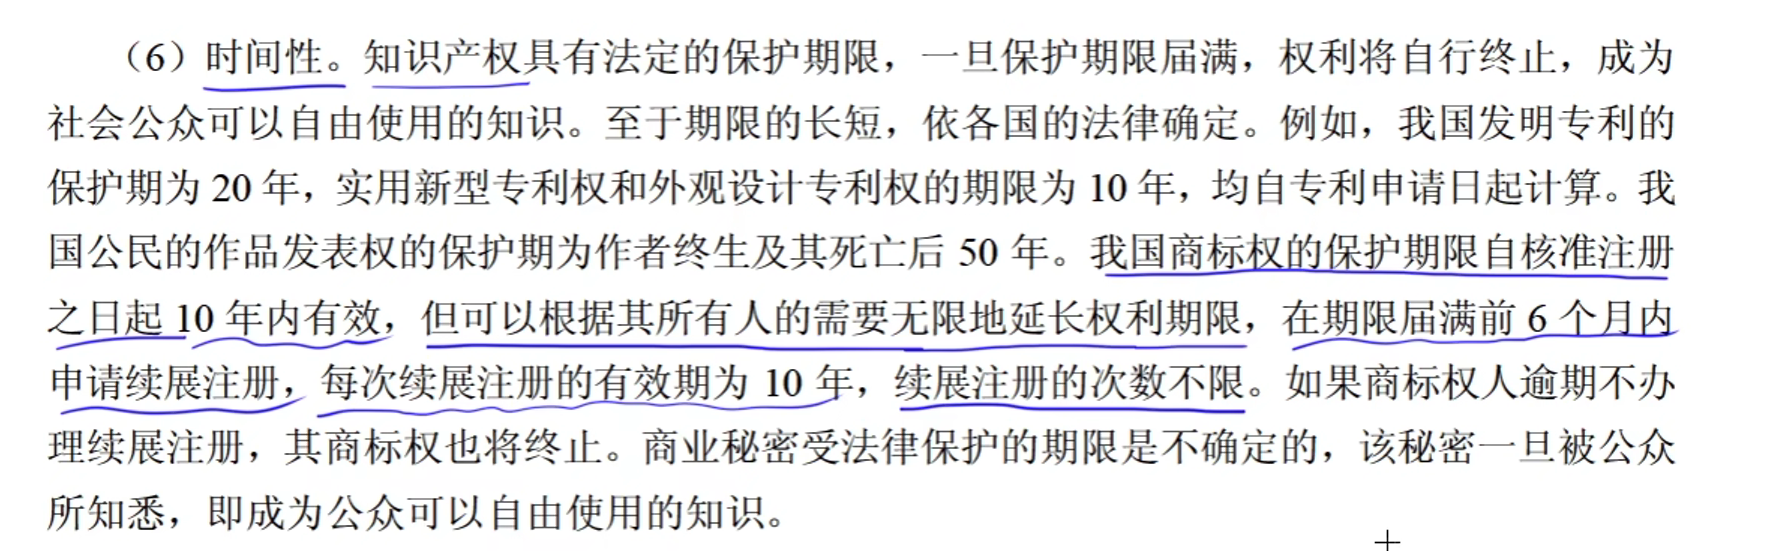 （6）时间性。知识产权具有法定的保护期限，一旦保护期限届满，权利将自行终止，成为
社会公众可以自由使用的知识。至于期限的长短，依各国的法律确定。例如，我国发明专利的
保护期为 20 年，实用新型专利权和外观设计专利权的期限为 10 年，均自专利申请日起计算。我
国公民的作品发表权的保护期为作者终生及其死亡后 50 年。我国商标权的保护期限自核准注册
之日起 10 年内有效，但可以根据其所有人的需要无限地延长权利期限，在期限届满前 6 个月内
申请续展注册，每次续展注册的有效期为 10 年，续展注册的次数不限。如果商标权人逾期不办
理续展注册，其商标权也将终止。商业秘密受法律保护的期限是不确定的，该秘密一旦被公众
所知悉，即成为公众可以自由使用的知识。